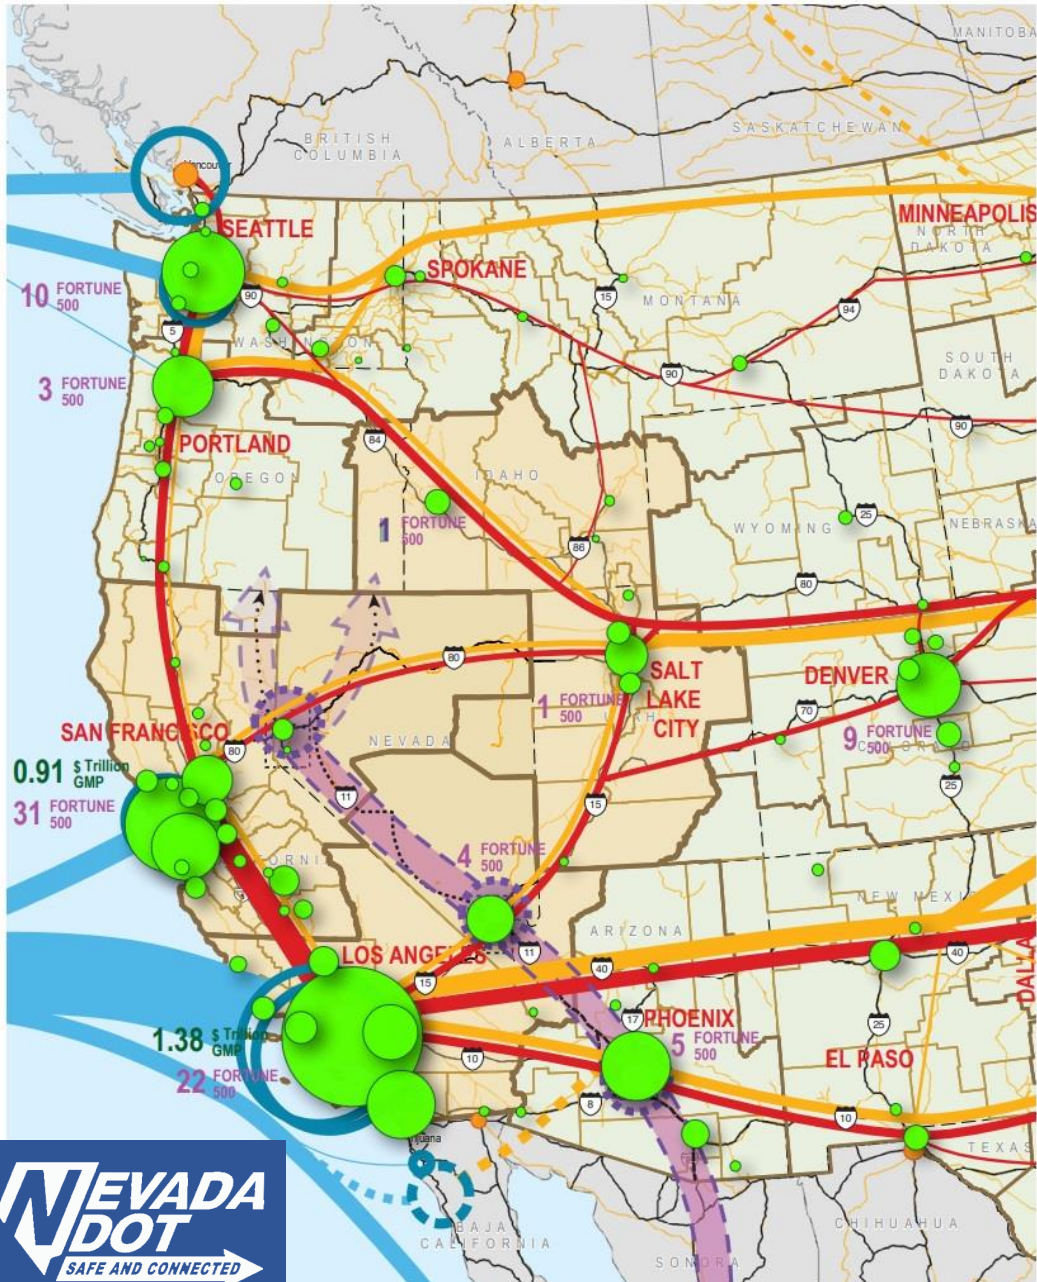 MANITOBA
SASKATCHEWAN
BRITISH
COLUMBIA
ALBERTA
Vancouver
SEATTLE
MINNEAPOLIS
NORTH
DAKOTA
SPOKANE
10 FORTUNE
500
90
15
MONTANA
94
5
WASHINGTON
SOUTH
DAKOTA
3 FORTUNE
500
90
90
PORTLAND
84
OREGON
IDAHO
1 FORTUNE
500
25
WYOMING
NEBRASKA
86
80
80
SALT
LAKE
CITY
DENVER
1 FORTUNE
500
UTAH
70
SAN FRANCISCO
80
NEVADA
9 FORTUNE
500
COLORADO
0.91 $ Trillion
GMP
31 FORTUNE
500
11
15
25
4 FORTUNE
500
ORNI
NEW MEXIC
ARIZONA
LOS ANGELES
11
40
40
15
DALLA
17
PHOENIX
5 FORTUNE
500
25
1.38 $ Trillion
GMP
10
EL PASO
22 FORTUNE
500
8
10
TEXAS
Tijuana
BAJA
CALIFORNIA
CHIHUAHUA
SONORA
NEVADA
DOT
SAFE AND CONNECTED